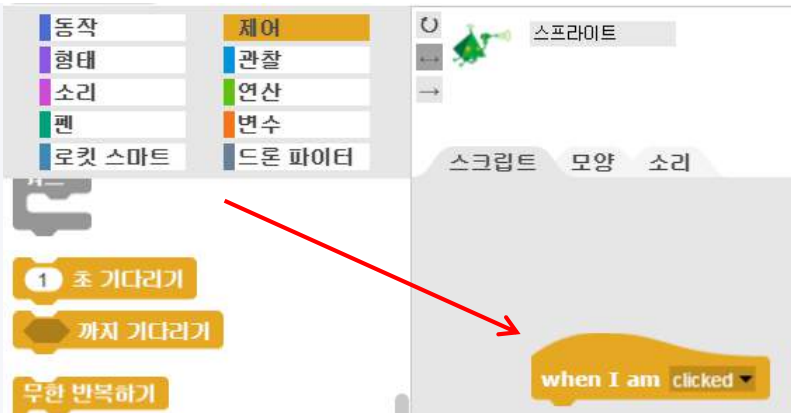 동작
제어
형태
관찰
소리
연산
펜
변수
로킷 스마트
드론 파이터
스프라이트
스크립트 모양 소리
1 초 기다리기
까지 기다리기
무한 반복하기
when I am clicked